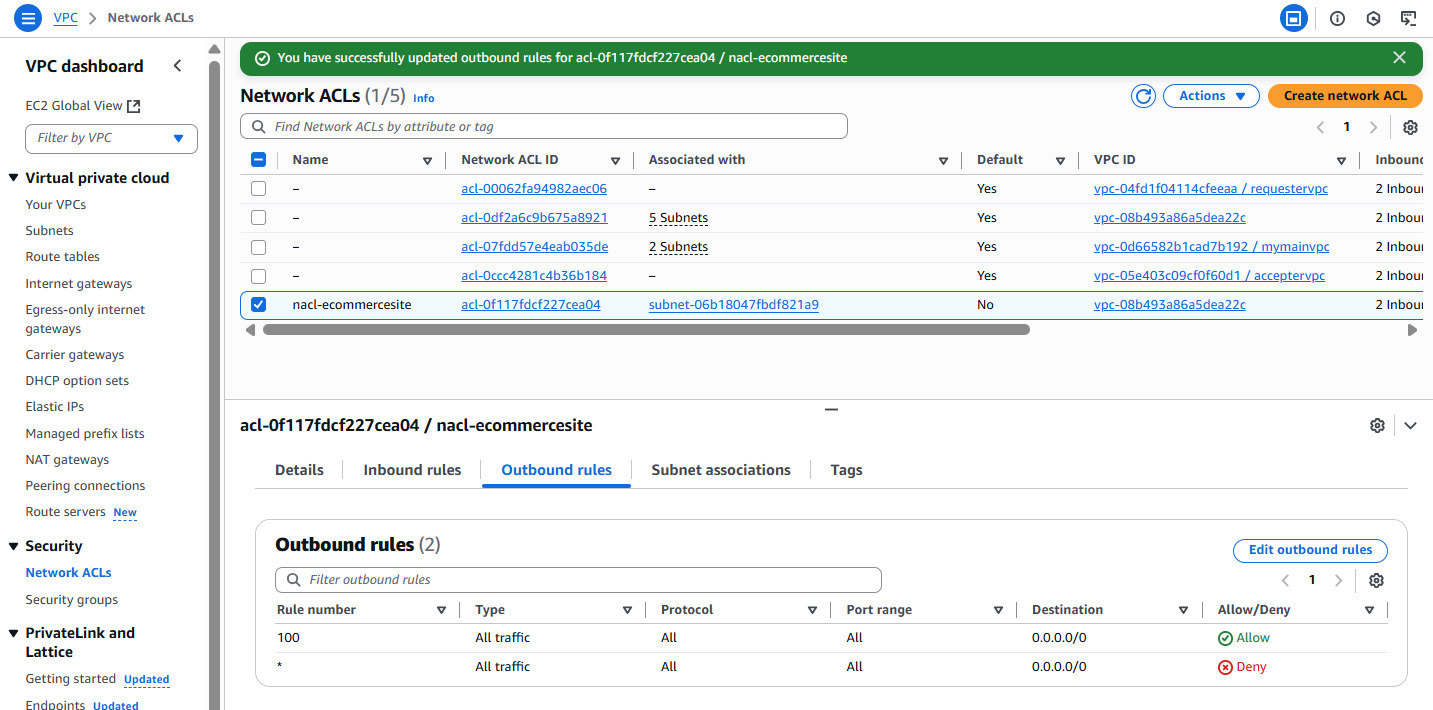 VPC > Network ACLs
You have successfully updated outbound rules for acl-0f117fdcf227cea04 / nacl-ecommercesite
VPC dashboard
EC2 Global View
Filter by VPC
Virtual private cloud
Your VPCs
Subnets
Route tables
Internet gateways
Egress-only internet
gateways
Carrier gateways
DHCP option sets
Elastic IPs
Managed prefix lists
NAT gateways
Peering connections
Route servers New
Security
Network ACLs
Security groups
PrivateLink and
Lattice
Getting started Updated
Endpoints Updated
Network ACLs (1/5) Info
Actions
Create network ACL
Find Network ACLs by attribute or tag
1
Name Network ACL ID Associated with Default VPC ID Inbound
– acl-00062fa94982aec06 – Yes vpc-04fd1f04114cfeeaa / requestervpc 2 Inbou
– acl-0df2a6c9b675a8921 5 Subnets Yes vpc-08b493a86a5dea22c 2 Inbou
– acl-07fdd57e4eab035de 2 Subnets Yes vpc-0d66582b1cad7b192 / mymainvpc 2 Inbou
– acl-0ccc4281c4b36b184 – Yes vpc-05e403c09cf0f60d1 / acceptervpc 2 Inbou
nacl-ecommercesite acl-0f117fdcf227cea04 subnet-06b18047fbdf821a9 No vpc-08b493a86a5dea22c 2 Inbou
acl-0f117fdcf227cea04 / nacl-ecommercesite
Details Inbound rules Outbound rules Subnet associations Tags
Outbound rules (2)
Edit outbound rules
Filter outbound rules
1
Rule number Type Protocol Port range Destination Allow/Deny
100 All traffic All All 0.0.0.0/0 Allow
* All traffic All All 0.0.0.0/0 Deny